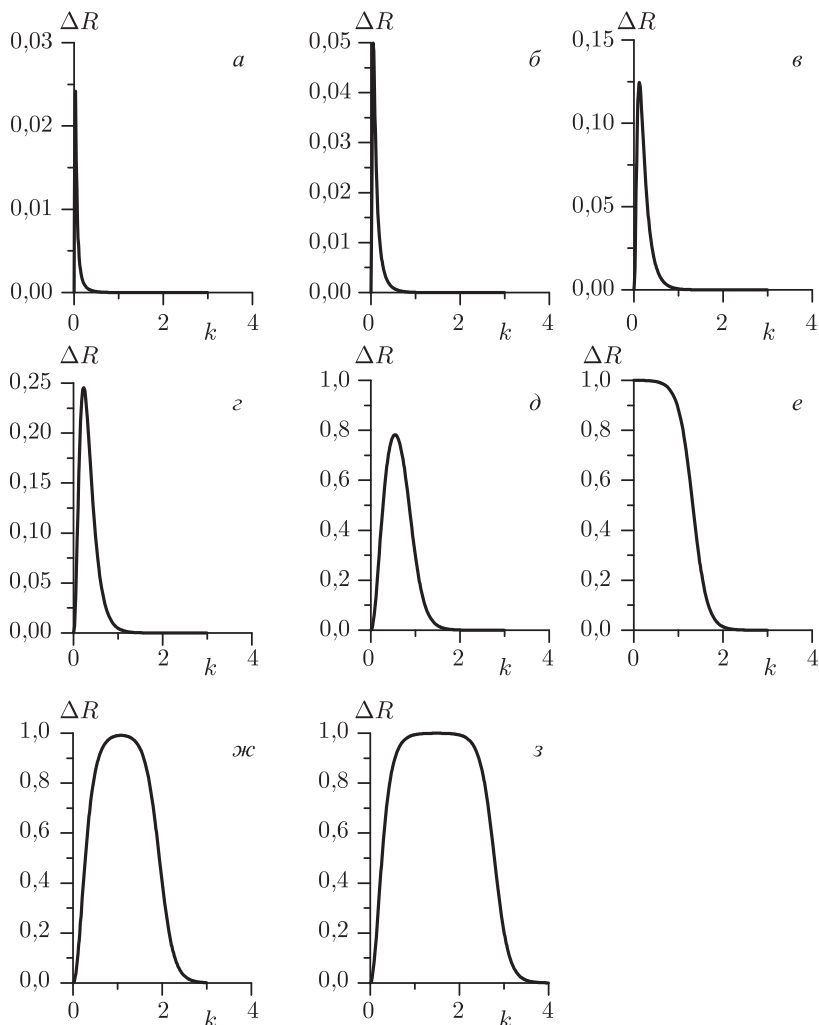 ΔR ΔR ΔR
0,03 а 0,05 б 0,15 в
0,04
0,02 0,10
0,03
0,02
0,01 0,05
0,01
0,00 0,00 0,00
0 2 4 0 2 4 0 2 4
k k k
ΔR ΔR ΔR
0,25 г 1,0 д 1,0 е
0,20 0,8 0,8
0,15 0,6 0,6
0,10 0,4 0,4
0,05 0,2 0,2
0,00 0,0 0,0
0 2 4 0 2 4 0 2 4
k k k
ΔR ΔR
1,0 ж 1,0 з
0,8 0,8
0,6 0,6
0,4 0,4
0,2 0,2
0,0 0,0
0 2 4 0 2 4
k k